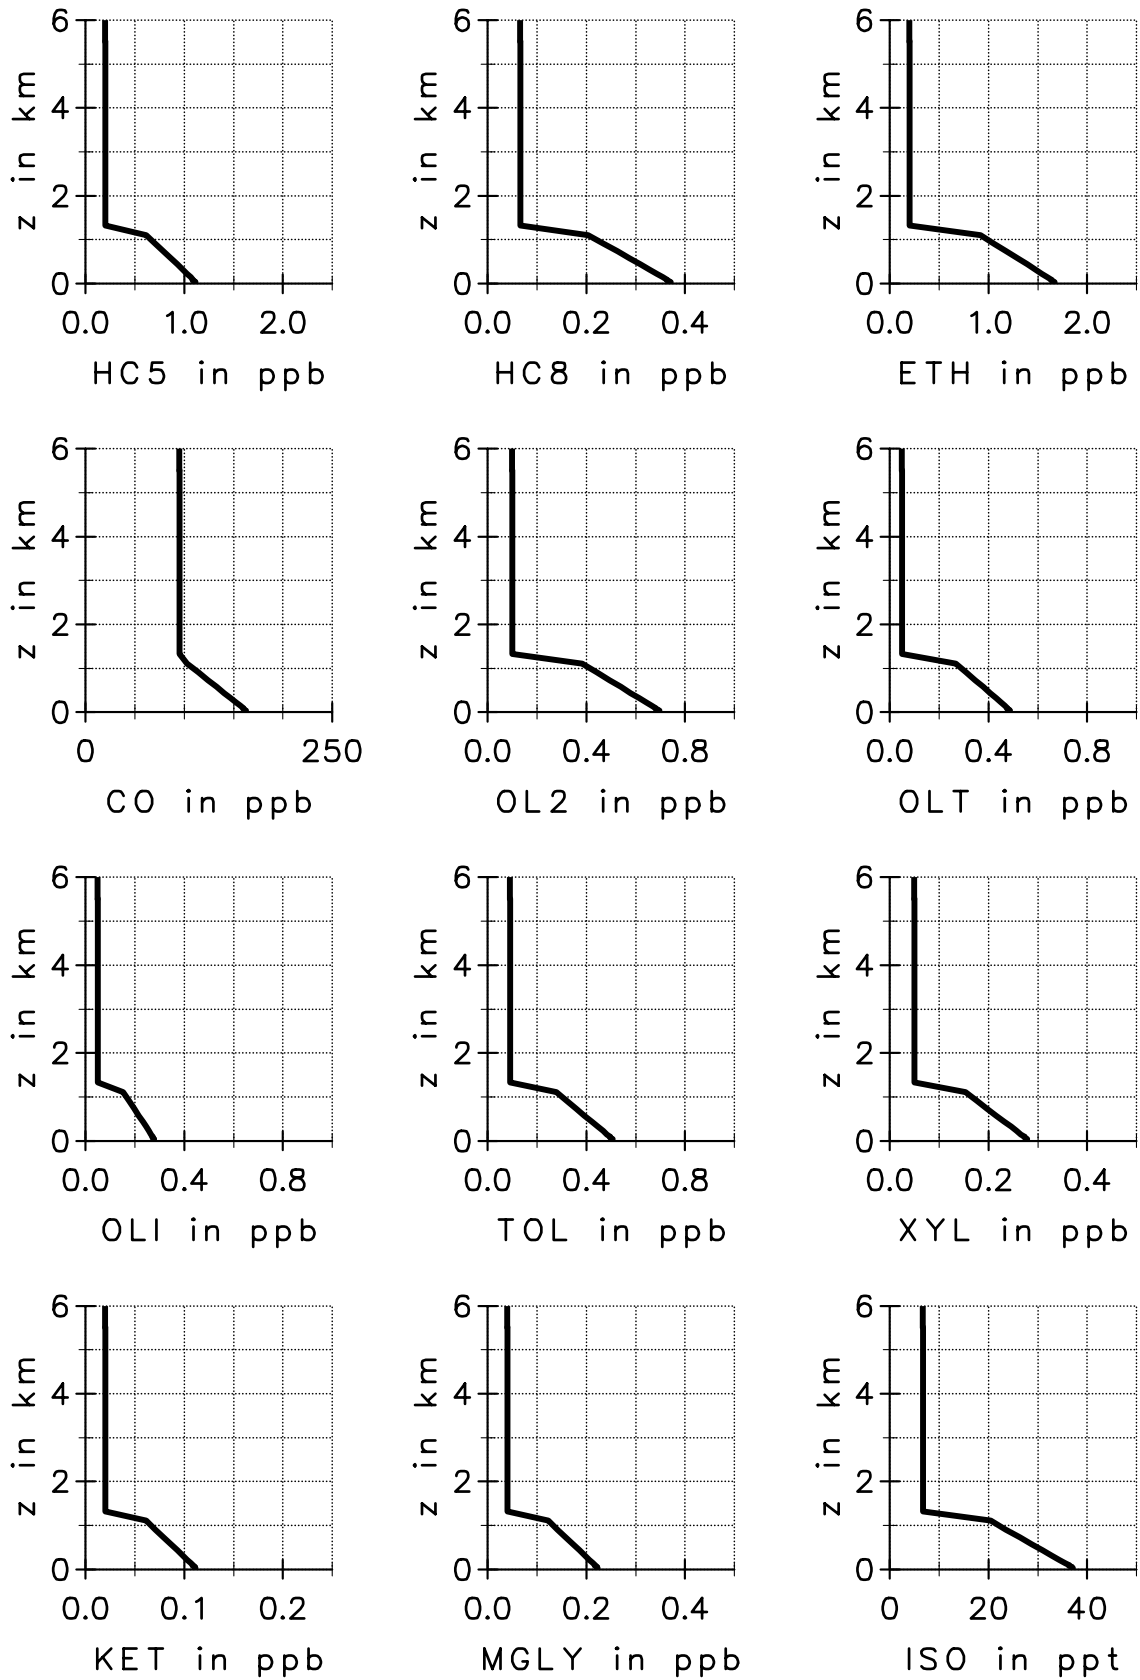 6 6 6
4 4 4
2 2 2
0 0 0
z in km z in km z in km
0.0 1.0 2.0 0.0 0.2 0.4 0.0 1.0 2.0
HC5 in ppb HC8 in ppb ETH in ppb
6 6 6
4 4 4
2 2 2
0 0 0
z in km z in km z in km
0 250 0.0 0.4 0.8 0.0 0.4 0.8
CO in ppb OL2 in ppb OLT in ppb
6 6 6
4 4 4
2 2 2
0 0 0
z in km z in km z in km
0.0 0.4 0.8 0.0 0.4 0.8 0.0 0.2 0.4
OLI in ppb TOL in ppb XYL in ppb
6 6 6
4 4 4
2 2 2
0 0 0
z in km z in km z in km
0.0 0.1 0.2 0.0 0.2 0.4 0 20 40
KET in ppb MGLY in ppb ISO in ppt